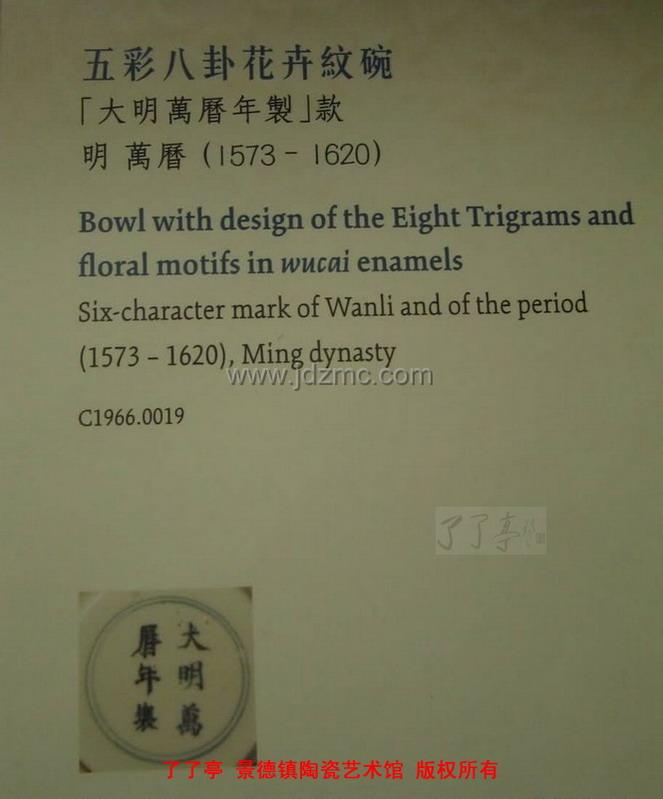 五彩八卦花卉紋碗
「大明萬曆年製」款
明 萬曆 (1573 – 1620)
Bowl with design of the Eight Trigrams and
floral motifs in wucai enamels
Six-character mark of Wanli and of the period
(1573 – 1620), Ming dynasty
www.jdzmc.com
C1966.0019
了了亭
大明萬
曆年製
了了亭 景德镇陶瓷艺术馆 版权所有